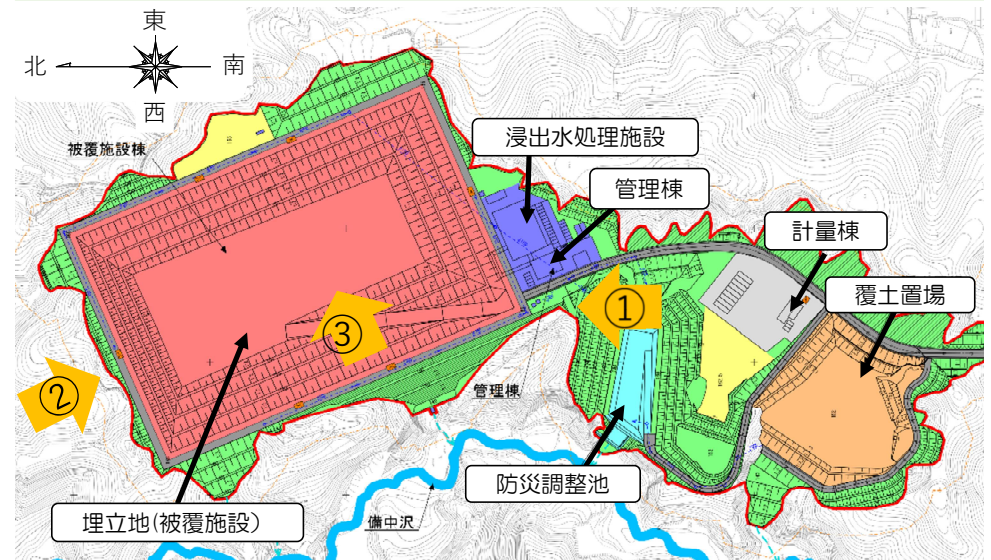 東
北
南
西
被覆施設棟
浸出水処理施設
管理棟
計量棟
覆土置場
①
②
③
管理棟
防災調整池
埋立地(被覆施設)
備中沢